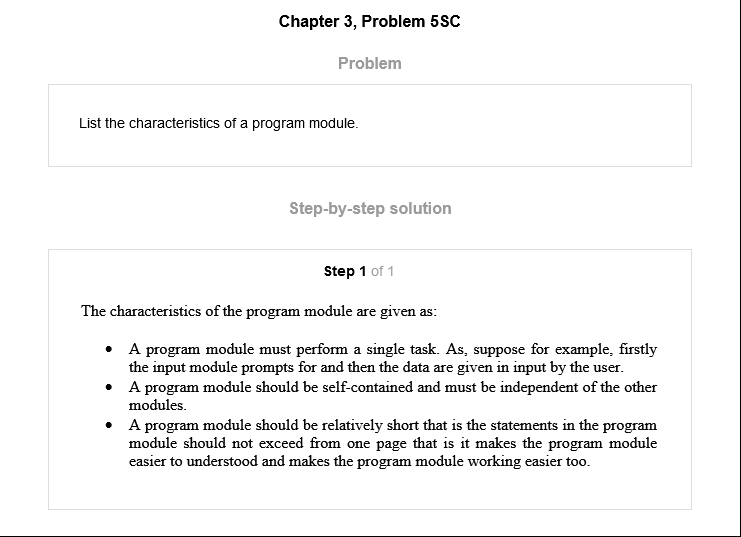 Chapter 3, Problem 5SC
Problem
List the characteristics of a program module.
Step-by-step solution
Step 1 of 1
The characteristics of the program module are given as:
• A program module must perform a single task. As, suppose for example, firstly
the input module prompts for and then the data are given in input by the user.
• A program module should be self-contained and must be independent of the other
modules.
• A program module should be relatively short that is the statements in the program
module should not exceed from one page that is it makes the program module
easier to understood and makes the program module working easier too.